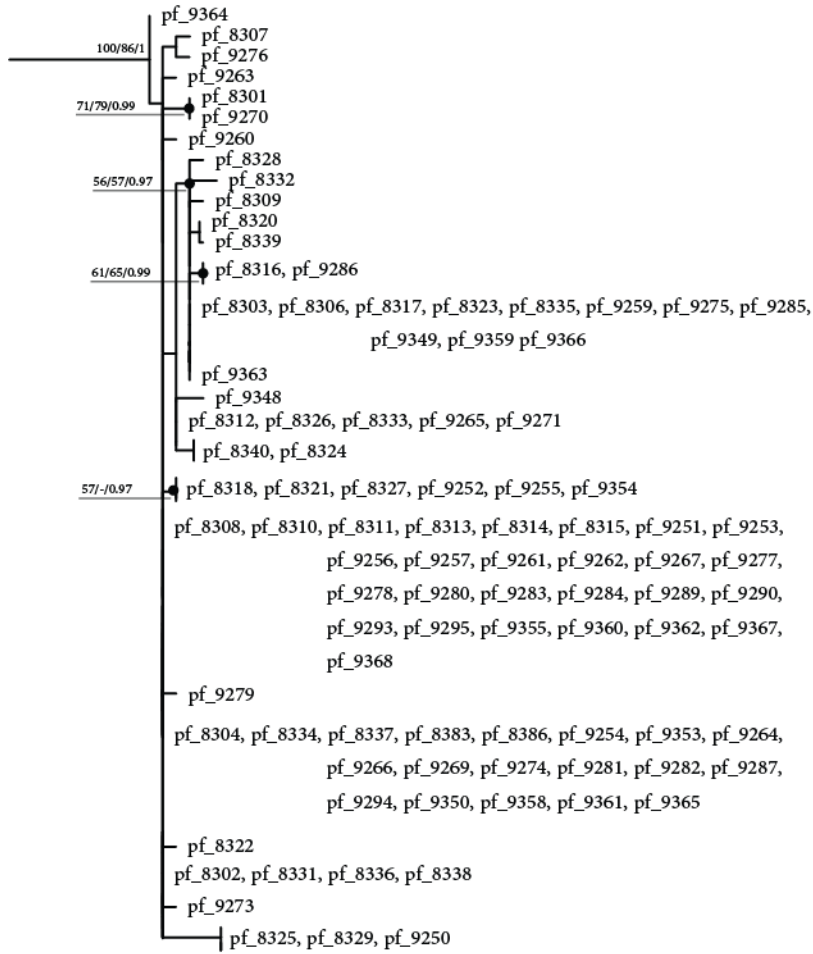 pf_9364
pf_8307
100/86/1
pf_9276
pf_9263
pf_8301
71/79/0.99
pf_9270
pf_9260
pf_8328
56/57/0.97
pf_8332
pf_8309
pf_8320
pf_8339
61/65/0.99
pf_8316, pf_9286
pf_8303, pf_8306, pf_8317, pf_8323, pf_8335, pf_9259, pf_9275, pf_9285,
pf_9349, pf_9359 pf_9366
pf_9363
pf_9348
pf_8312, pf_8326, pf_8333, pf_9265, pf_9271
pf_8340, pf_8324
57/-/0.97
pf_8318, pf_8321, pf_8327, pf_9252, pf_9255, pf_9354
pf_8308, pf_8310, pf_8311, pf_8313, pf_8314, pf_8315, pf_9251, pf_9253,
pf_9256, pf_9257, pf_9261, pf_9262, pf_9267, pf_9277,
pf_9278, pf_9280, pf_9283, pf_9284, pf_9289, pf_9290,
pf_9293, pf_9295, pf_9355, pf_9360, pf_9362, pf_9367,
pf_9368
pf_9279
pf_8304, pf_8334, pf_8337, pf_8383, pf_8386, pf_9254, pf_9353, pf_9264,
pf_9266, pf_9269, pf_9274, pf_9281, pf_9282, pf_9287,
pf_9294, pf_9350, pf_9358, pf_9361, pf_9365
pf_8322
pf_8302, pf_8331, pf_8336, pf_8338
pf_9273
pf_8325, pf_8329, pf_9250